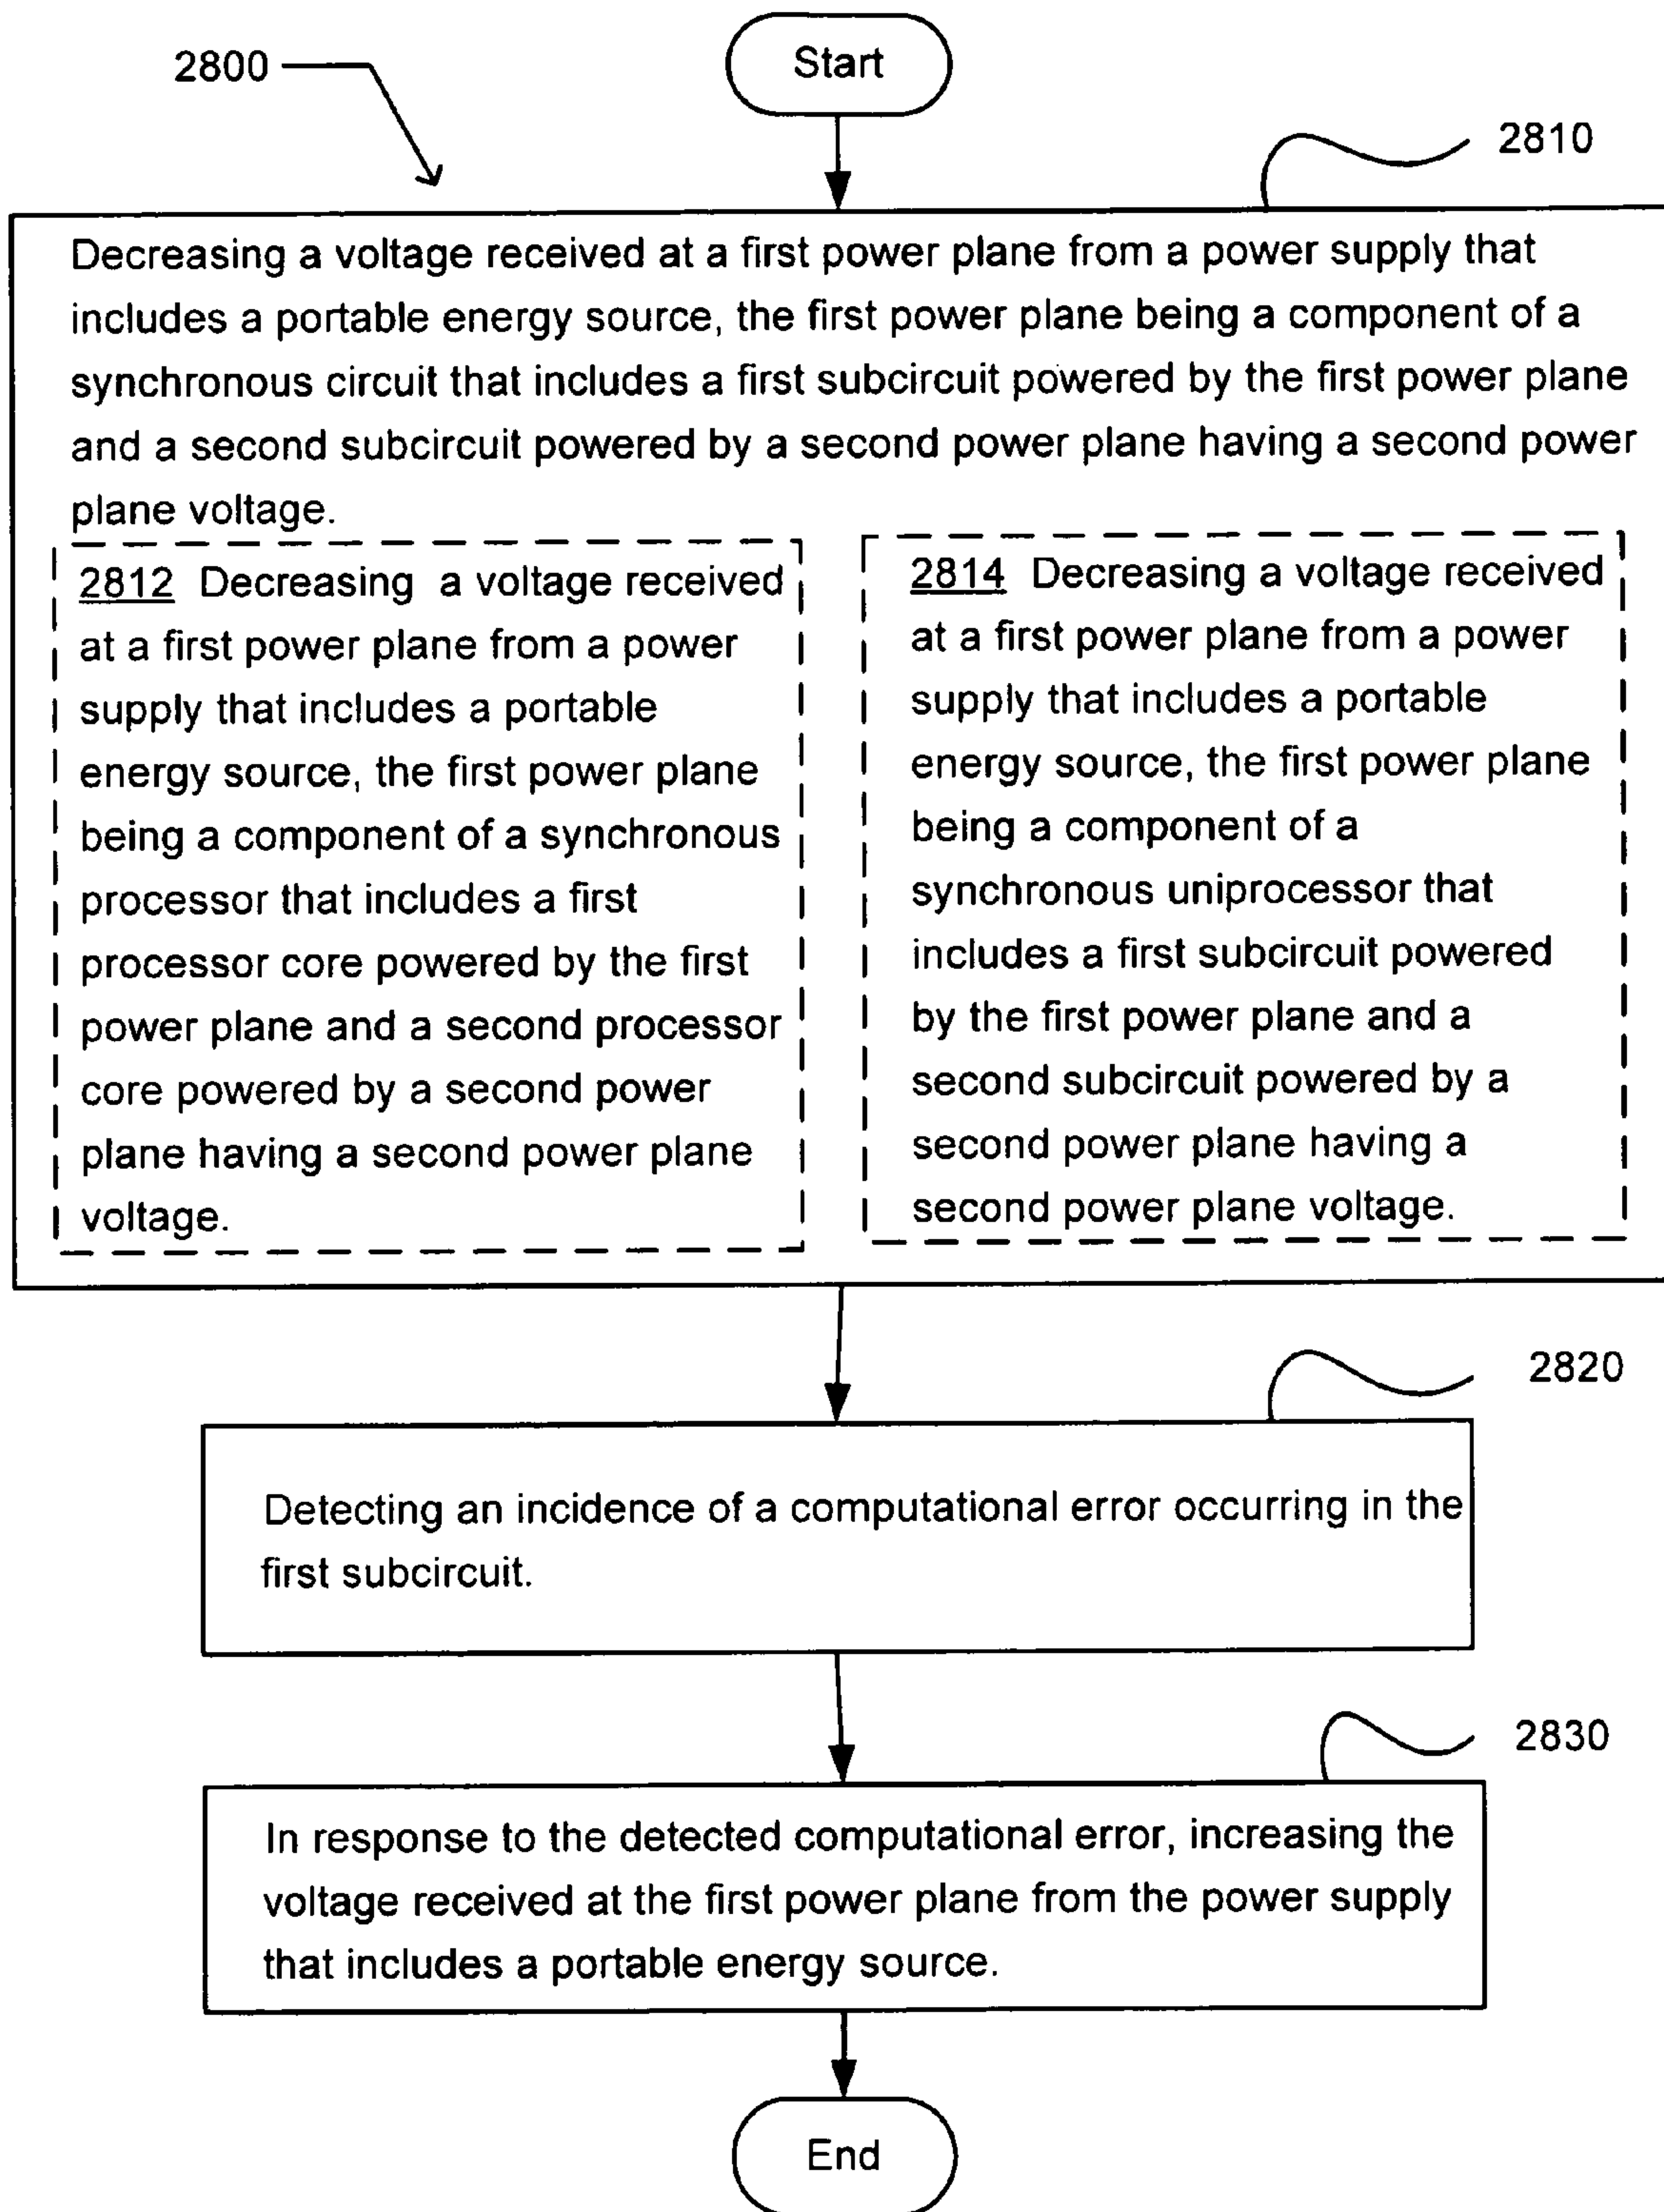 Start
2800
2810
Decreasing a voltage received at a first power plane from a power supply that
includes a portable energy source, the first power plane being a component of a
synchronous circuit that includes a first subcircuit powered by the first power plane
and a second subcircuit powered by a second power plane having a second power
plane voltage.
2812 Decreasing a voltage received
at a first power plane from a power
supply that includes a portable
energy source, the first power plane
being a component of a synchronous
processor that includes a first
processor core powered by the first
power plane and a second processor
core powered by a second power
plane having a second power plane
voltage.
2814 Decreasing a voltage received
at a first power plane from a power
supply that includes a portable
energy source, the first power plane
being a component of a
synchronous uniprocessor that
includes a first subcircuit powered
by the first power plane and a
second subcircuit powered by a
second power plane having a
second power plane voltage.
2820
Detecting an incidence of a computational error occurring in the
first subcircuit.
2830
In response to the detected computational error, increasing the
voltage received at the first power plane from the power supply
that includes a portable energy source.
End